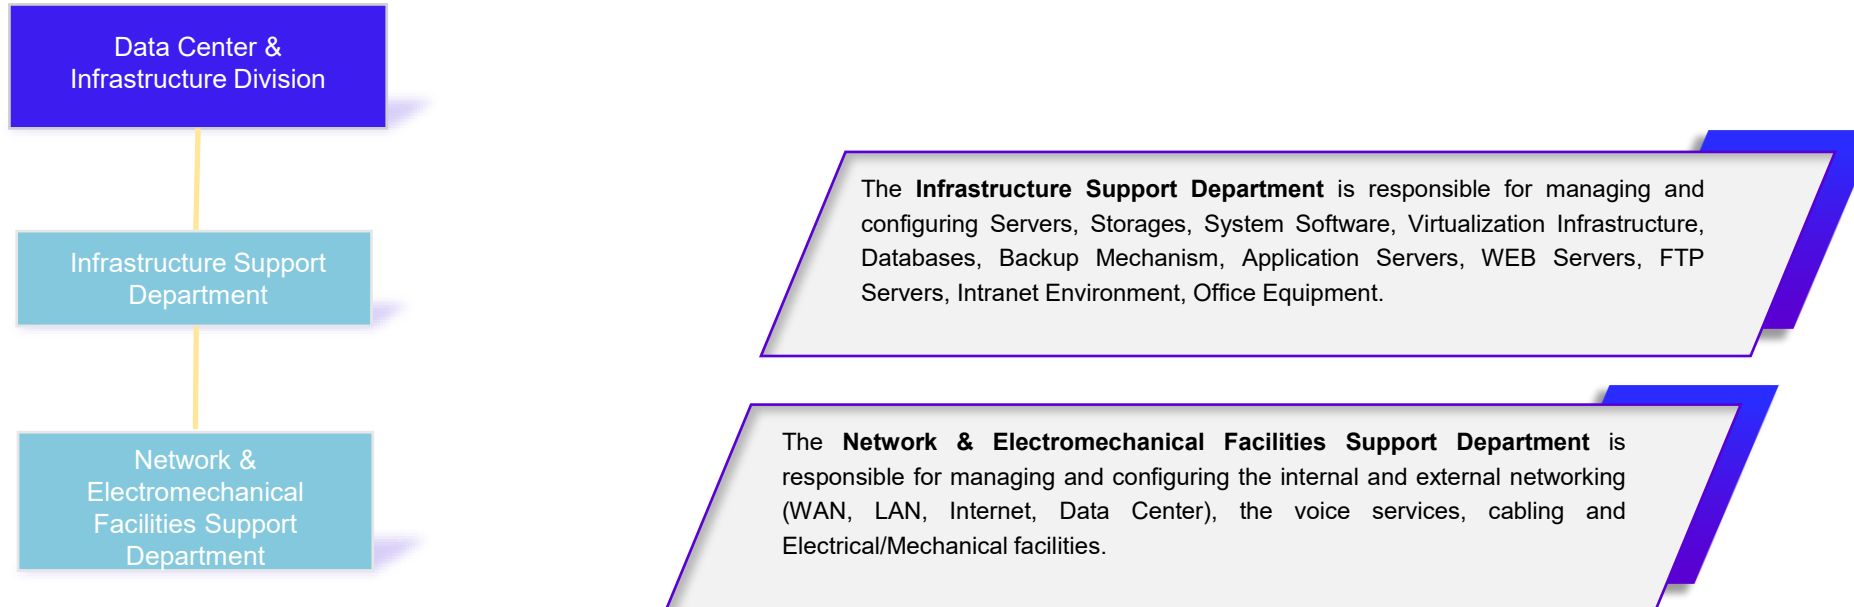 Data Center &
Infrastructure Division
Infrastructure Support
Department
Network &
Electromechanical
Facilities Support
Department
The Infrastructure Support Department is responsible for managing and
configuring Servers, Storages, System Software, Virtualization Infrastructure,
Databases, Backup Mechanism, Application Servers, WEB Servers, FTP
Servers, Intranet Environment, Office Equipment.
The Network & Electromechanical Facilities Support Department is
responsible for managing and configuring the internal and external networking
(WAN, LAN, Internet, Data Center), the voice services, cabling and
Electrical/Mechanical facilities.